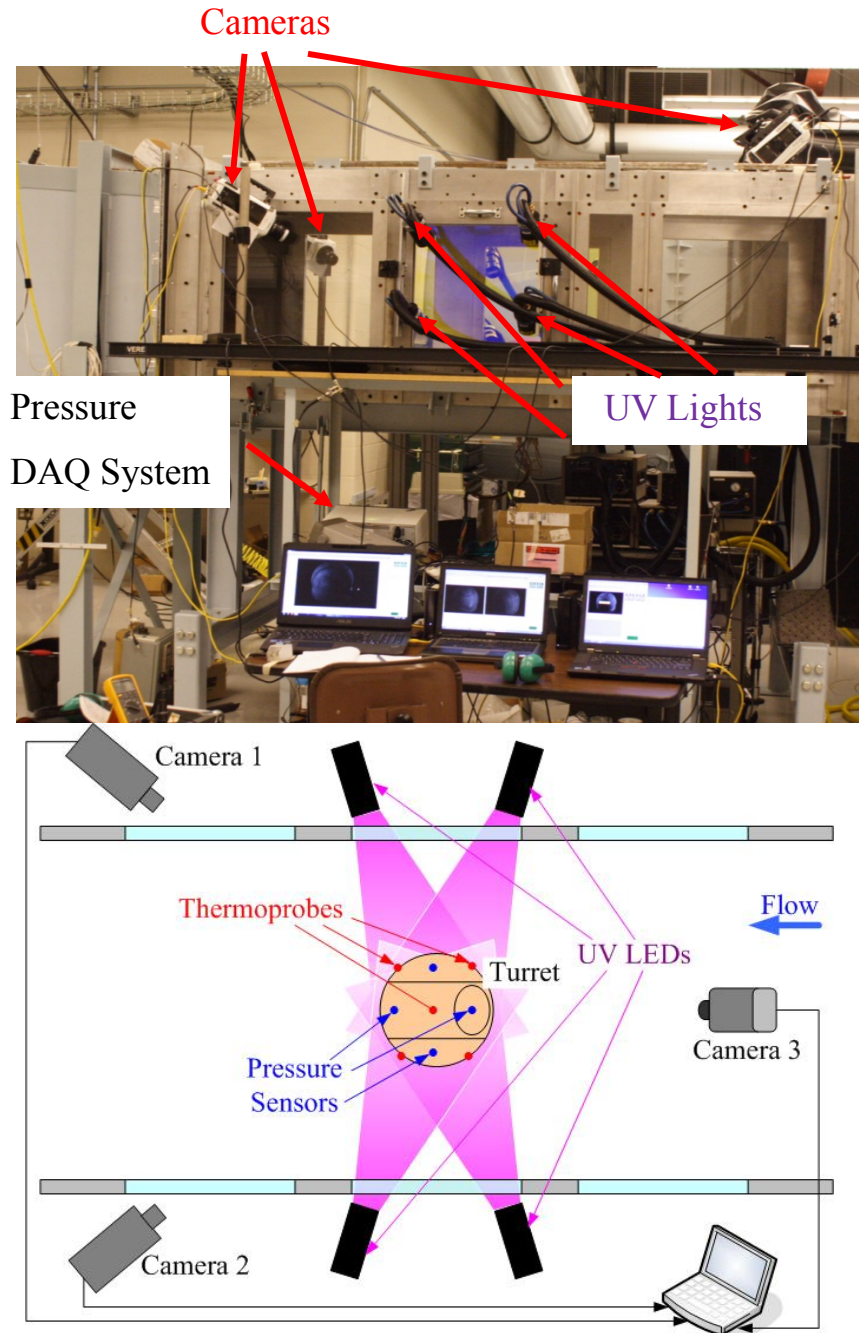 Cameras
VERE
Pressure
DAQ System
UV Lights
Camera 1
Thermoprobes
Flow
UV LEDs
Turret
Pressure
Sensors
Camera 3
Camera 2